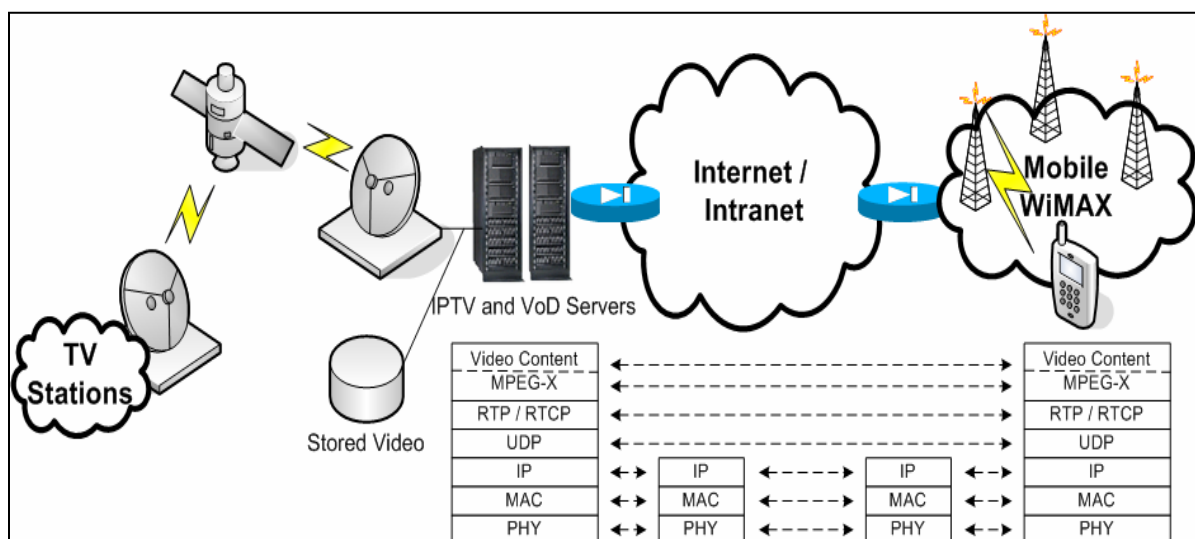 Internet /
Intranet
Mobile
WiMAX
IPTV and VoD Servers
TV
Stations
Stored Video
Video Content
MPEG-X
RTP / RTCP
UDP
IP
MAC
PHY
IP
MAC
PHY
IP
MAC
PHY
Video Content
MPEG-X
RTP / RTCP
UDP
IP
MAC
PHY